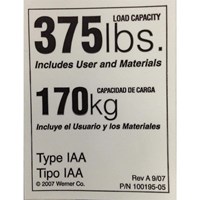 LOAD CAPACITY
375lbs.
Includes User and Materials
CAPACIDAD DE CARGA
170kg
Incluye el Usuario y los Materiales
Type IAA
Tipo IAA
© 2007 Werner Co.
Rev A 9/07
P/N 100195-05